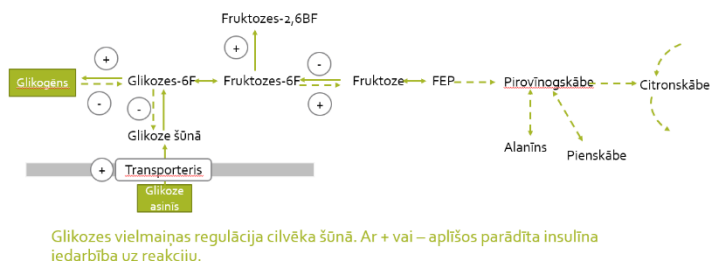 Fruktozes-2,6BF
+
+
-
Glikogēns
Glikozes-6F
Fruktozes-6F
Fruktoze
FEP
Pirovīnogskābe
Citronskābe
-
-
+
Glikoze šūnā
Alanīns
Pienskābe
+
Transporteris
Glikoze
asinīs
Glikozes vielmaiņas regulācija cilvēka šūnā. Ar + vai – aplīšos parādīta insulīna
iedarbība uz reakciju.